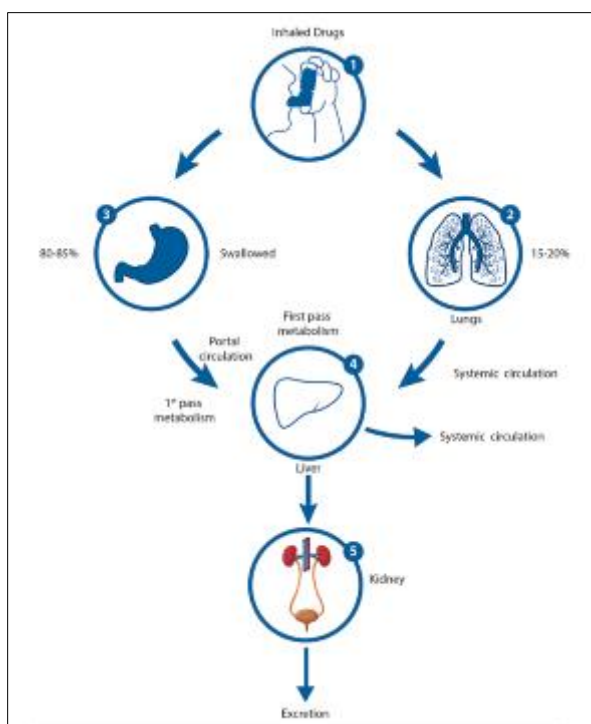 Inhaled Drugs
1
3
2
80-85%
Swallowed
15-20%
Lungs
First pass
metabolism
Portal
circulation
4
Systemic circulation
1st pass
metabolism
Systemic circulation
Liver
5
Kidney
Excretion